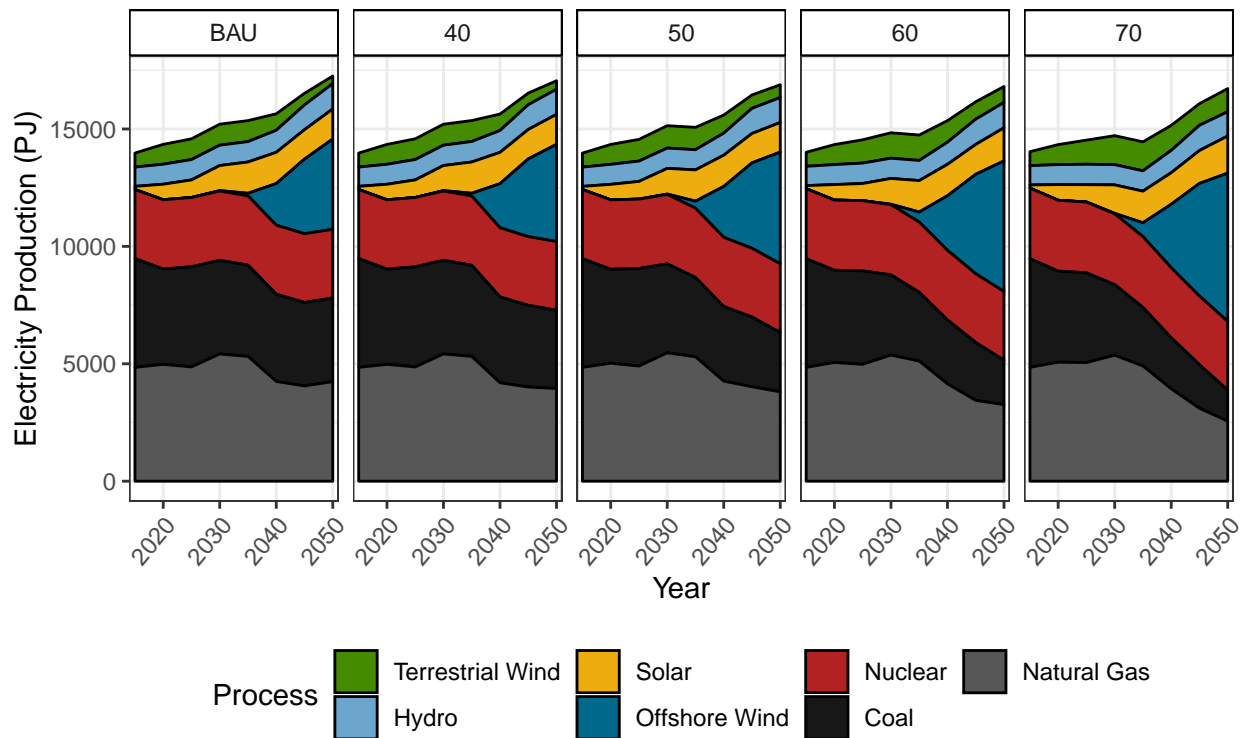 BAU 40 50 60 70
Electricity Production (PJ)
15000
10000
5000
0
2020 2030 2040 2050 2020 2030 2040 2050 2020 2030 2040 2050 2020 2030 2040 2050 2020 2030 2040 2050
Year
Process
Terrestrial Wind Solar Nuclear Natural Gas
Hydro Offshore Wind Coal